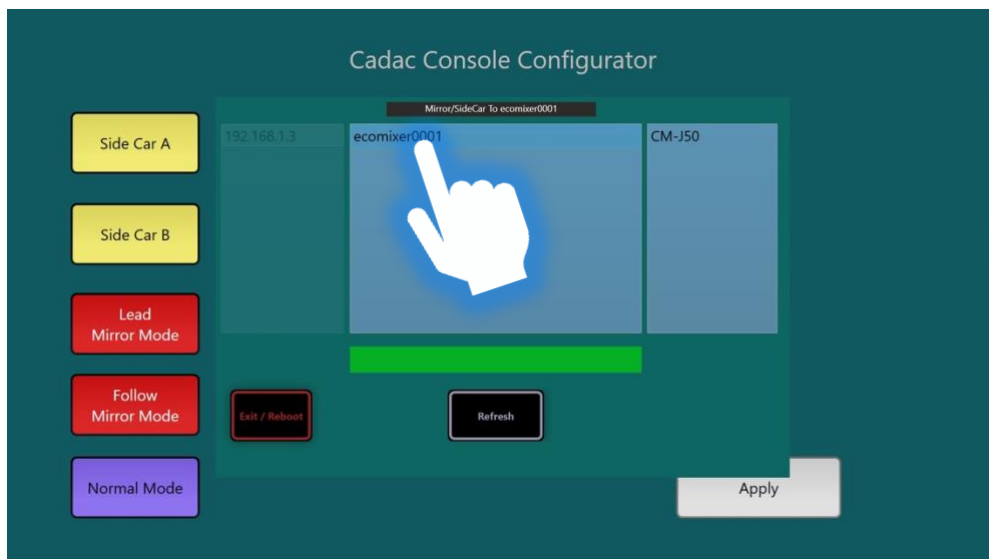 Cadac Console Configurator
Mirror/SideCar To ecomixer0001
Side Car A
192.168.1.3
ecomixer0001
CM-J50
Side Car B
Lead
Mirror Mode
Follow
Mirror Mode
Exit / Reboot
Refresh
Normal Mode
Apply